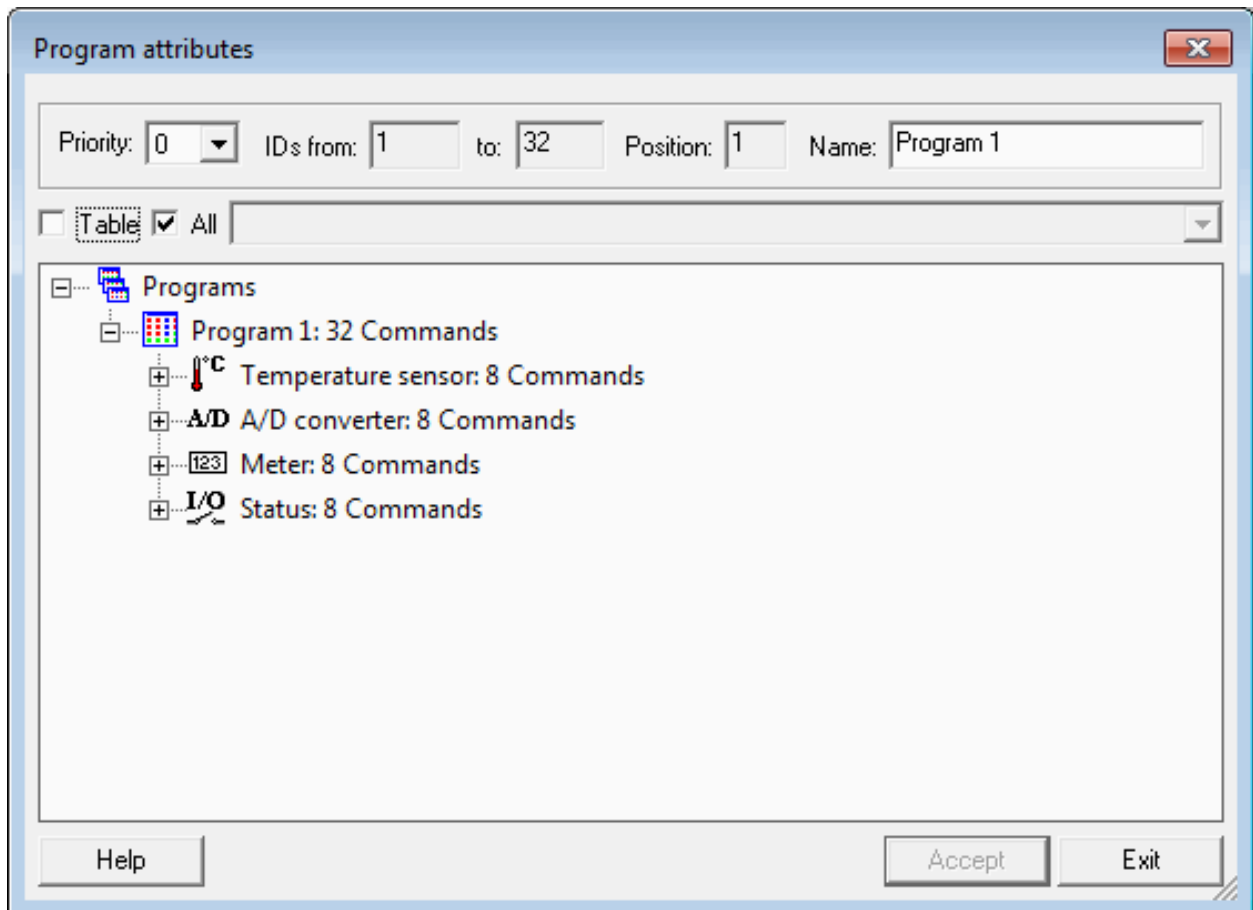 Program attributes
Priority: 0 IDs from: 1 to: 32 Position: 1 Name: Program 1
Table All
Programs
Program 1: 32 Commands
°C Temperature sensor: 8 Commands
A/D A/D converter: 8 Commands
123 Meter: 8 Commands
I/O Status: 8 Commands
Help Accept Exit